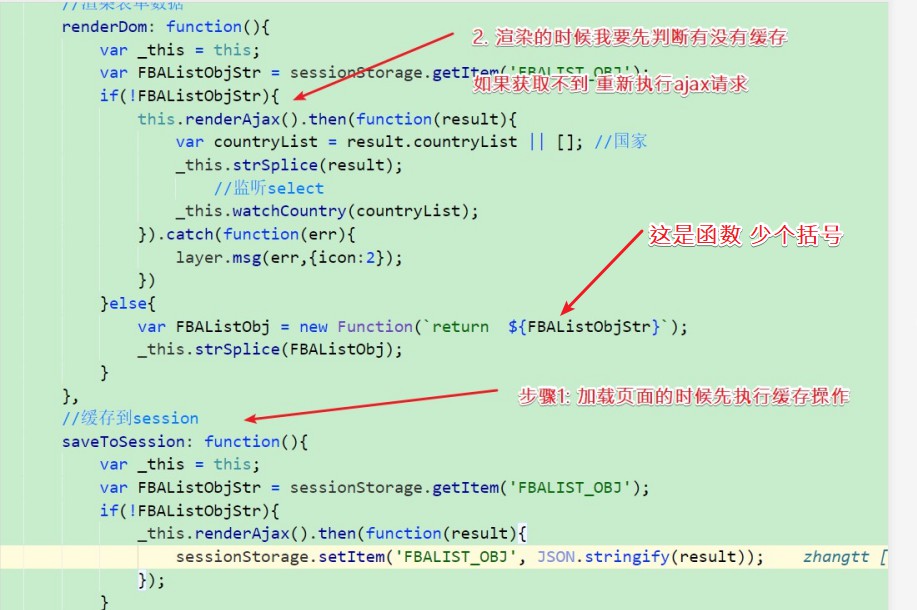 //渲染表单数据
renderDom: function(){
var _this = this;
2. 渲染的时候我要先判断有没有缓存
var FBAListObjStr = sessionStorage.getItem('FBALIST_OBJ');
如果获取不到 重新执行ajax请求
if(!FBAListObjStr){
this.renderAjax().then(function(result){
var countryList = result.countryList || []; //国家
_this.strSplice(result);
//监听select
_this.watchCountry(countryList);
这是函数 少个括号
}).catch(function(err){
layer.msg(err,{icon:2});
})
}else{
var FBAListObj = new Function(`return  ${FBAListObjStr}`);
_this.strSplice(FBAListObj);
}
},
步骤1: 加载页面的时候先执行缓存操作
//缓存到session
saveToSession: function(){
var _this = this;
var FBAListObjStr = sessionStorage.getItem('FBALIST_OBJ');
if(!FBAListObjStr){
_this.renderAjax().then(function(result){
sessionStorage.setItem('FBALIST_OBJ', JSON.stringify(result)); zhangtt [
});
}